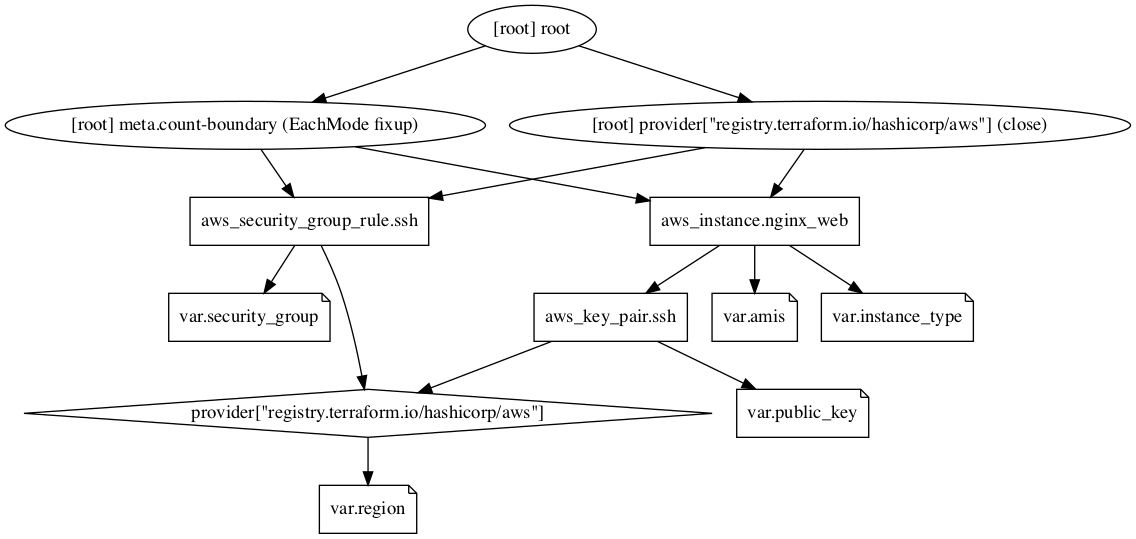 [root] root
[root] meta.count-boundary (EachMode fixup)
[root] provider["registry.terraform.io/hashicorp/aws"] (close)
aws_security_group_rule.ssh
aws_instance.nginx_web
var.security_group
aws_key_pair.ssh
var.amis
var.instance_type
provider["registry.terraform.io/hashicorp/aws"]
var.public_key
var.region